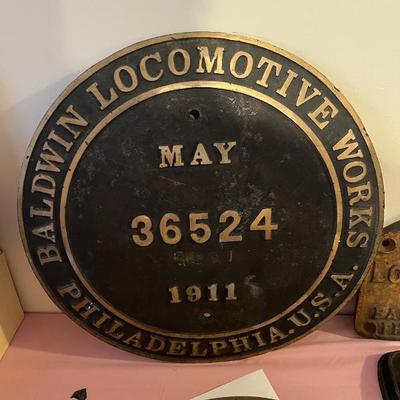 BALDWIN LOCOMOTIVE WORKS
MAY
36524
1911
PHILADELPHIA. U.S.A.